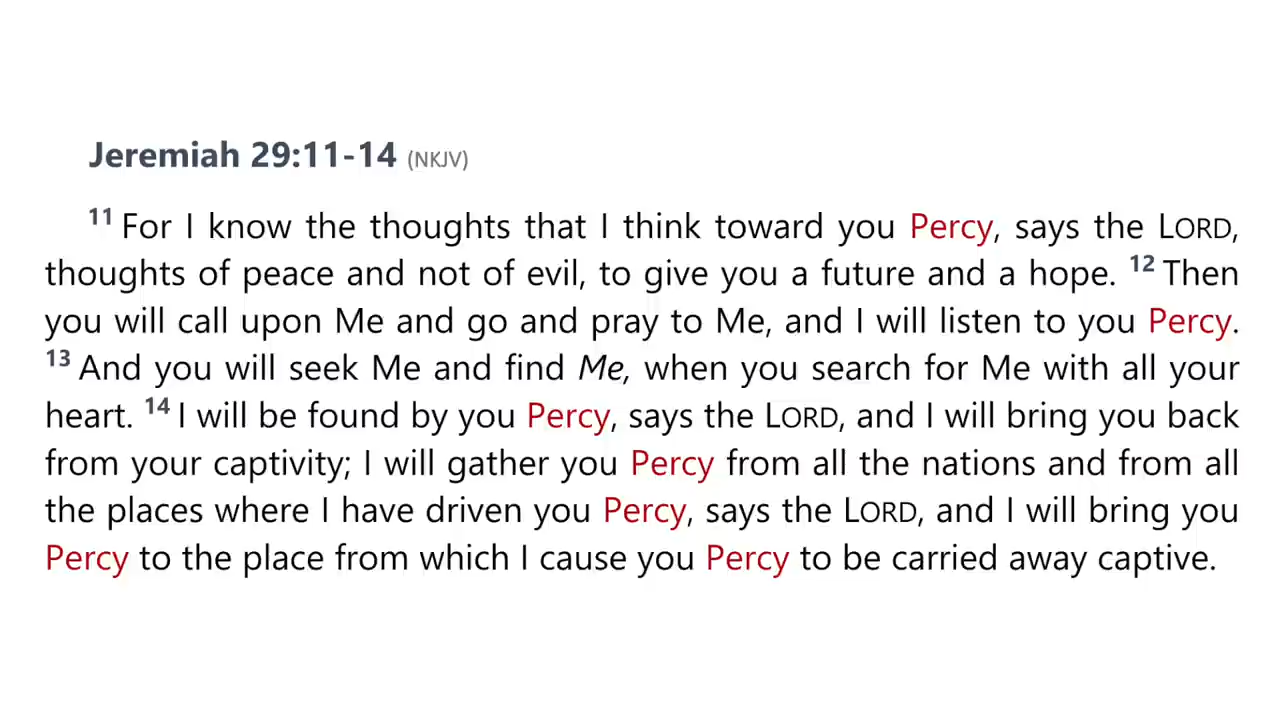 Jeremiah 29:11-14 (NKJV)
11 For I know the thoughts that I think toward you Percy, says the LORD,
thoughts of peace and not of evil, to give you a future and a hope. 12 Then
you will call upon Me and go and pray to Me, and I will listen to you Percy.
13 And you will seek Me and find Me, when you search for Me with all your
heart. 14 I will be found by you Percy, says the LORD, and I will bring you back
from your captivity; I will gather you Percy from all the nations and from all
the places where I have driven you Percy, says the LORD, and I will bring you
Percy to the place from which I cause you Percy to be carried away captive.